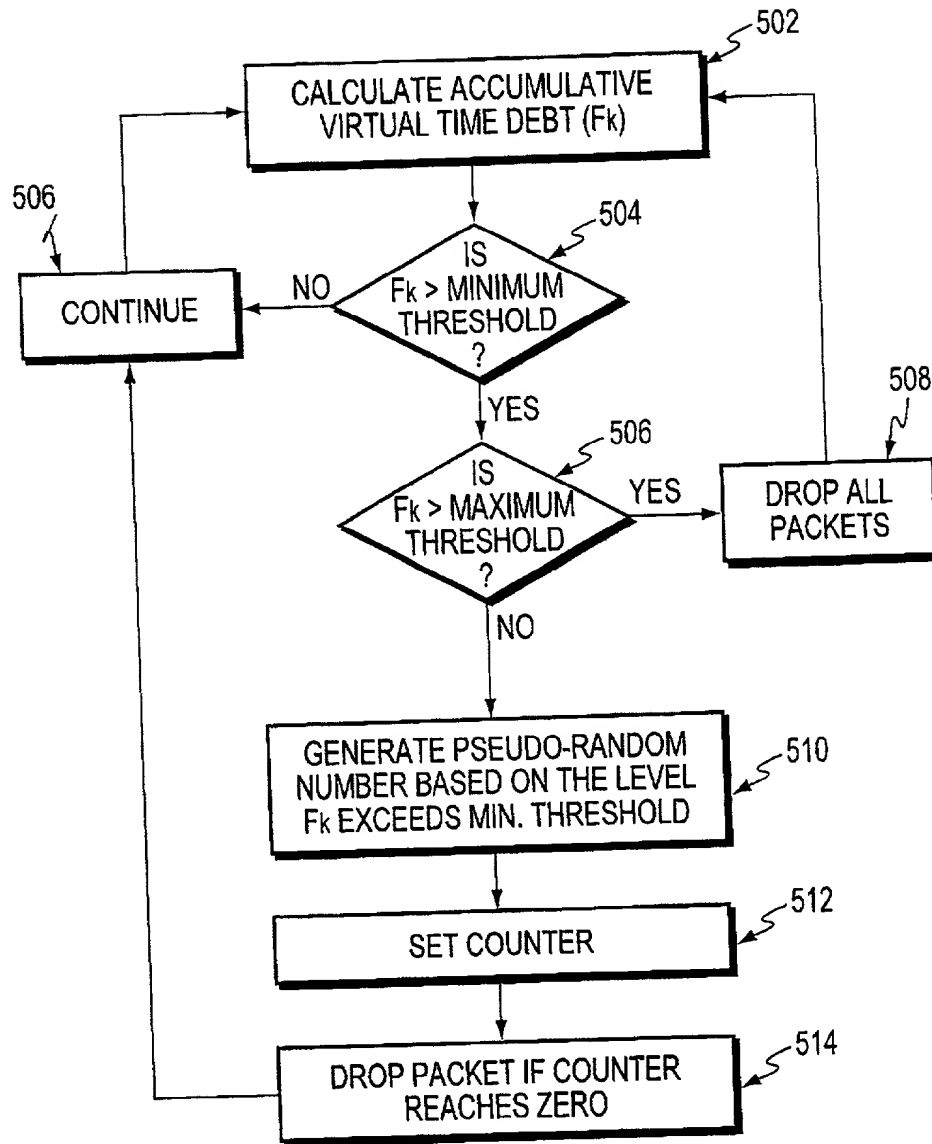 502
CALCULATE ACCUMULATIVE
VIRTUAL TIME DEBT (Fk)
506
504
IS
Fk > MINIMUM
THRESHOLD
?
NO
CONTINUE
YES
508
506
IS
Fk > MAXIMUM
THRESHOLD
?
YES
DROP ALL
PACKETS
NO
GENERATE PSEUDO-RANDOM
NUMBER BASED ON THE LEVEL
Fk EXCEEDS MIN. THRESHOLD
510
512
SET COUNTER
514
DROP PACKET IF COUNTER
REACHES ZERO